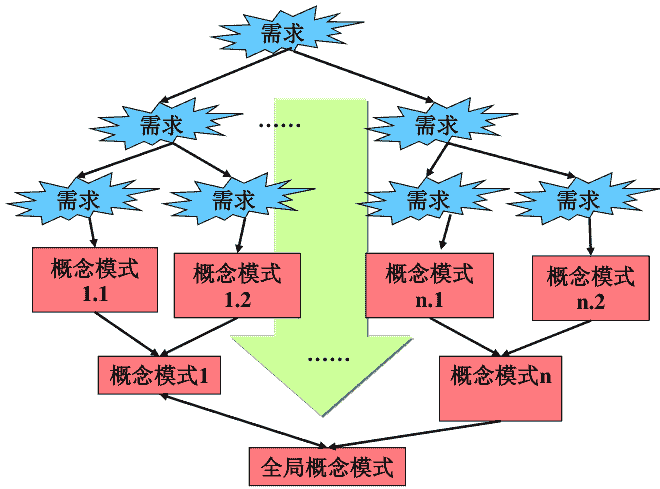 需求
需求
……
需求
需求
需求
需求
需求
概念模式
1.1
概念模式
1.2
概念模式
n.1
概念模式
n.2
……
概念模式1
概念模式n
全局概念模式